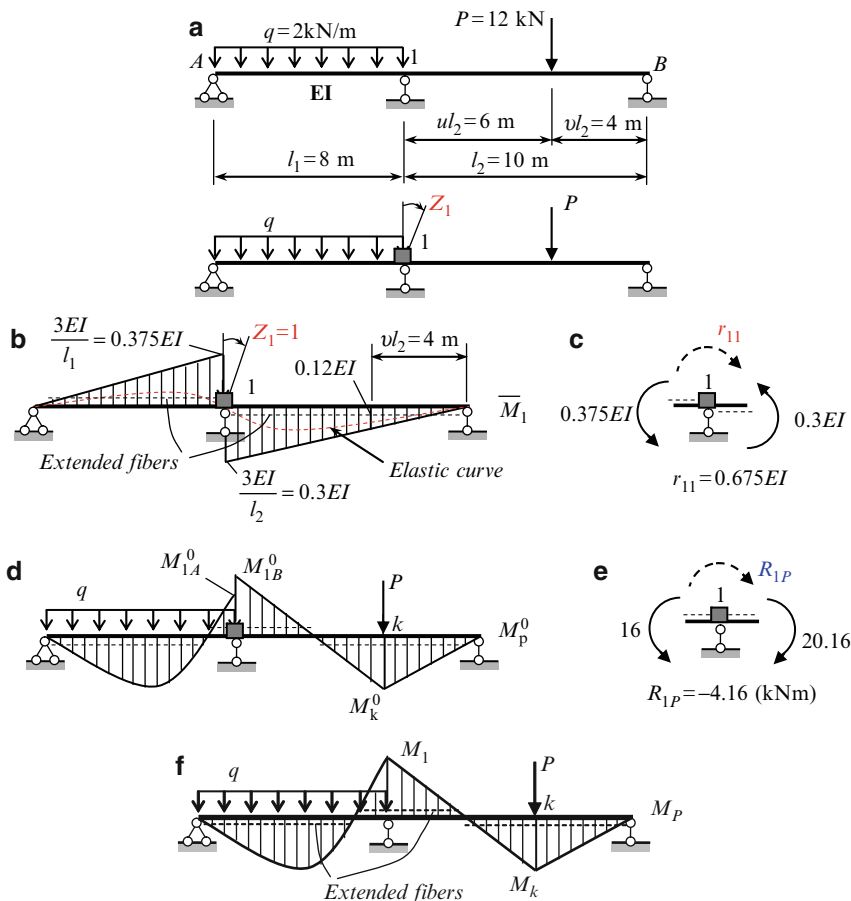 a
q=2kN/m
P=12 kN
A
1
B
EI
ul₂=6 m
υl₂=4 m
l₁=8 m
l₂=10 m
q
Z₁
1
P
b
3EI/l₁ =0.375EI
Z₁=1
1
υl₂=4 m
0.12EI
M̅₁
Extended fibers
Elastic curve
3EI/l₂ =0.3EI
c
r₁₁
1
0.375EI
0.3EI
r₁₁=0.675EI
d
M⁰₁A
M⁰₁B
q
P
k
M⁰p
M⁰k
e
R₁P
1
16
20.16
R₁P=−4.16 (kNm)
f
q
M₁
P
k
M_P
M_k
Extended fibers